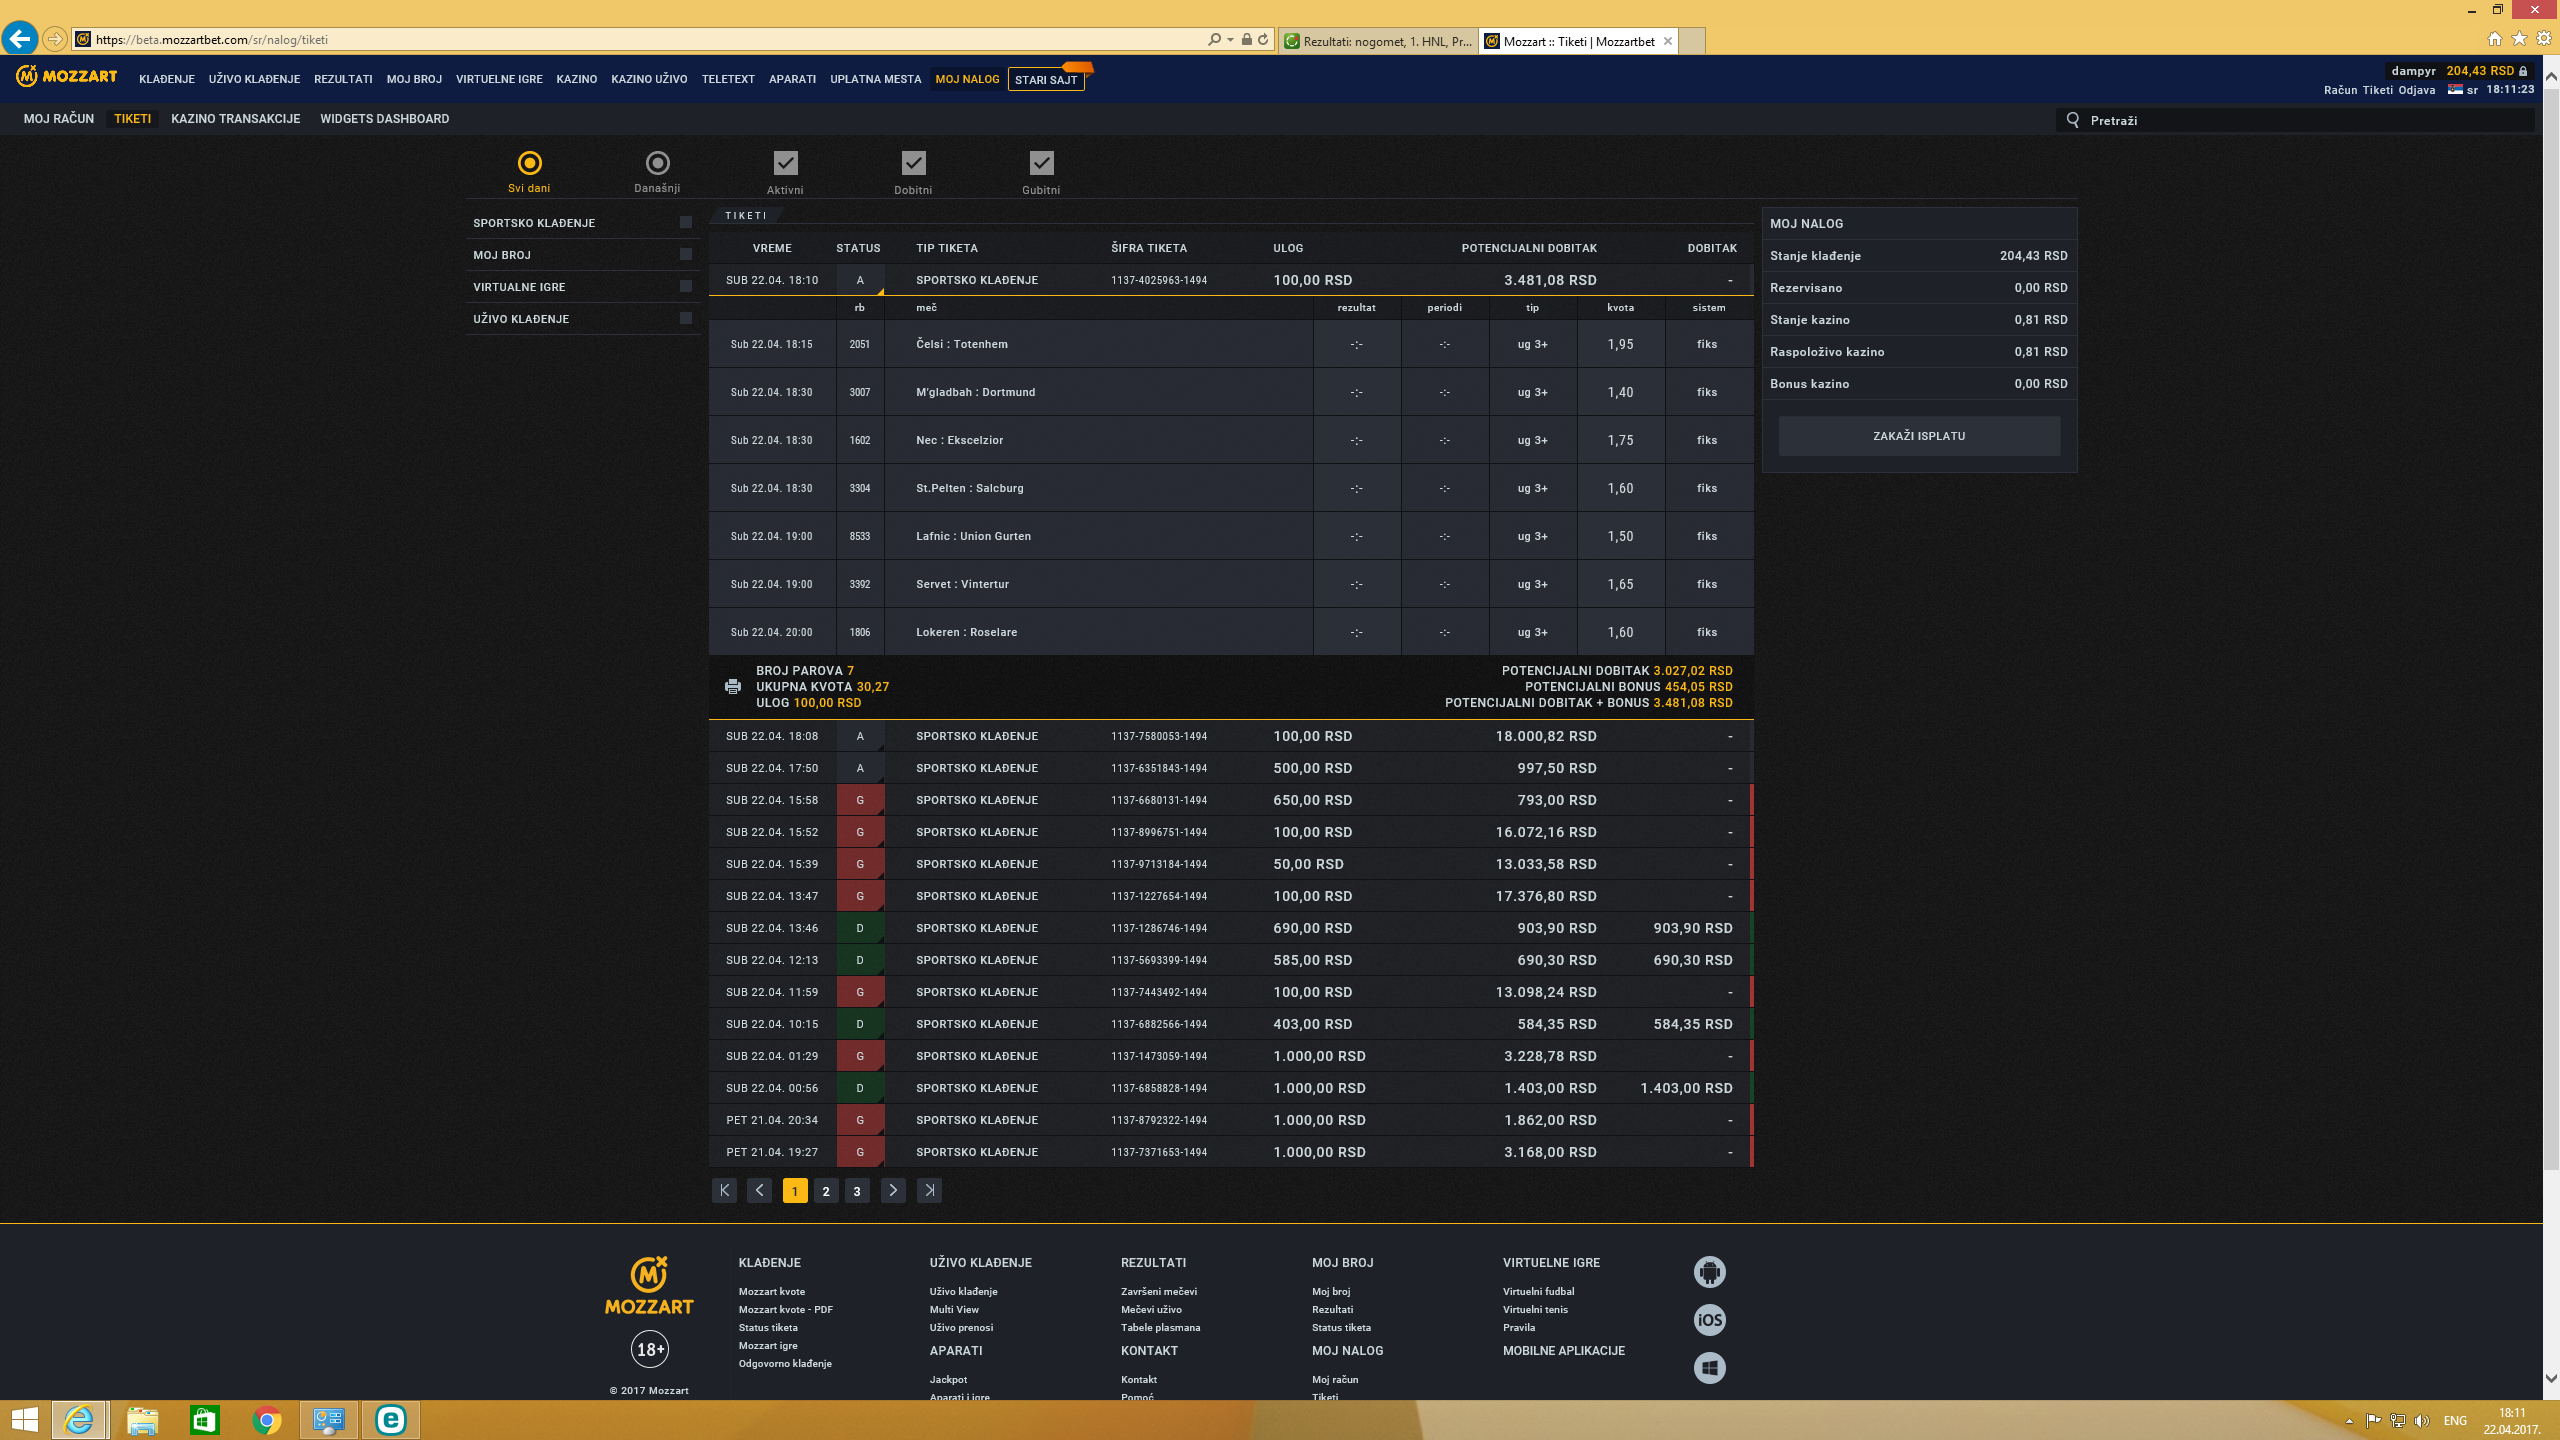 https://beta.mozzartbet.com/sr/nalog/tiketi
Rezultati: nogomet, 1. HNL, Pr...
Mozzart :: Tiketi | Mozzartbet
MOZZART
KLAĐENJE UŽIVO KLAĐENJE REZULTATI MOJ BROJ VIRTUELNE IGRE KAZINO KAZINO UŽIVO TELETEXT APARATI UPLATNA MESTA MOJ NALOG STARI SAJT
dampyr 204,43 RSD
Račun Tiketi Odjava sr 18:11:23
MOJ RAČUN TIKETI KAZINO TRANSAKCIJE WIDGETS DASHBOARD
Pretraži
Svi dani Današnji Aktivni Dobitni Gubitni
SPORTSKO KLAĐENJE
MOJ BROJ
VIRTUALNE IGRE
UŽIVO KLAĐENJE
TIKETI
VREME STATUS TIP TIKETA ŠIFRA TIKETA ULOG POTENCIJALNI DOBITAK DOBITAK
SUB 22.04. 18:10 A SPORTSKO KLAĐENJE 1137-4025963-1494 100,00 RSD 3.481,08 RSD -
rb meč rezultat periodi tip kvota sistem
Sub 22.04. 18:15 2051 Čelsi : Totenhem -:- -:- ug 3+ 1,95 fiks
Sub 22.04. 18:30 3007 M'gladbah : Dortmund -:- -:- ug 3+ 1,40 fiks
Sub 22.04. 18:30 1602 Nec : Ekscelzior -:- -:- ug 3+ 1,75 fiks
Sub 22.04. 18:30 3304 St.Pelten : Salcburg -:- -:- ug 3+ 1,60 fiks
Sub 22.04. 19:00 8533 Lafnic : Union Gurten -:- -:- ug 3+ 1,50 fiks
Sub 22.04. 19:00 3392 Servet : Vintertur -:- -:- ug 3+ 1,65 fiks
Sub 22.04. 20:00 1806 Lokeren : Roselare -:- -:- ug 3+ 1,60 fiks
BROJ PAROVA 7
UKUPNA KVOTA 30,27
ULOG 100,00 RSD
POTENCIJALNI DOBITAK 3.027,02 RSD
POTENCIJALNI BONUS 454,05 RSD
POTENCIJALNI DOBITAK + BONUS 3.481,08 RSD
SUB 22.04. 18:08 A SPORTSKO KLAĐENJE 1137-7580053-1494 100,00 RSD 18.000,82 RSD -
SUB 22.04. 17:50 A SPORTSKO KLAĐENJE 1137-6351843-1494 500,00 RSD 997,50 RSD -
SUB 22.04. 15:58 G SPORTSKO KLAĐENJE 1137-6680131-1494 650,00 RSD 793,00 RSD -
SUB 22.04. 15:52 G SPORTSKO KLAĐENJE 1137-8996751-1494 100,00 RSD 16.072,16 RSD -
SUB 22.04. 15:39 G SPORTSKO KLAĐENJE 1137-9713184-1494 50,00 RSD 13.033,58 RSD -
SUB 22.04. 13:47 G SPORTSKO KLAĐENJE 1137-1227654-1494 100,00 RSD 17.376,80 RSD -
SUB 22.04. 13:46 D SPORTSKO KLAĐENJE 1137-1286746-1494 690,00 RSD 903,90 RSD 903,90 RSD
SUB 22.04. 12:13 D SPORTSKO KLAĐENJE 1137-5693399-1494 585,00 RSD 690,30 RSD 690,30 RSD
SUB 22.04. 11:59 G SPORTSKO KLAĐENJE 1137-7443492-1494 100,00 RSD 13.098,24 RSD -
SUB 22.04. 10:15 D SPORTSKO KLAĐENJE 1137-6882566-1494 403,00 RSD 584,35 RSD 584,35 RSD
SUB 22.04. 01:29 G SPORTSKO KLAĐENJE 1137-1473059-1494 1.000,00 RSD 3.228,78 RSD -
SUB 22.04. 00:56 D SPORTSKO KLAĐENJE 1137-6858828-1494 1.000,00 RSD 1.403,00 RSD 1.403,00 RSD
PET 21.04. 20:34 G SPORTSKO KLAĐENJE 1137-8792322-1494 1.000,00 RSD 1.862,00 RSD -
PET 21.04. 19:27 G SPORTSKO KLAĐENJE 1137-7371653-1494 1.000,00 RSD 3.168,00 RSD -
1 2 3
MOJ NALOG
Stanje klađenje 204,43 RSD
Rezervisano 0,00 RSD
Stanje kazino 0,81 RSD
Raspoloživo kazino 0,81 RSD
Bonus kazino 0,00 RSD
ZAKAŽI ISPLATU
MOZZART
18+
© 2017 Mozzart
KLAĐENJE
Mozzart kvote
Mozzart kvote - PDF
Status tiketa
Mozzart igre
Odgovorno klađenje
UŽIVO KLAĐENJE
Uživo klađenje
Multi View
Uživo prenosi
APARATI
Jackpot
Aparati i igre
REZULTATI
Završeni mečevi
Mečevi uživo
Tabele plasmana
KONTAKT
Kontakt
Pomoć
MOJ BROJ
Moj broj
Rezultati
Status tiketa
MOJ NALOG
Moj račun
Tiketi
VIRTUELNE IGRE
Virtuelni fudbal
Virtuelni tenis
Pravila
MOBILNE APLIKACIJE
iOS
ENG
18:11
22.04.2017.